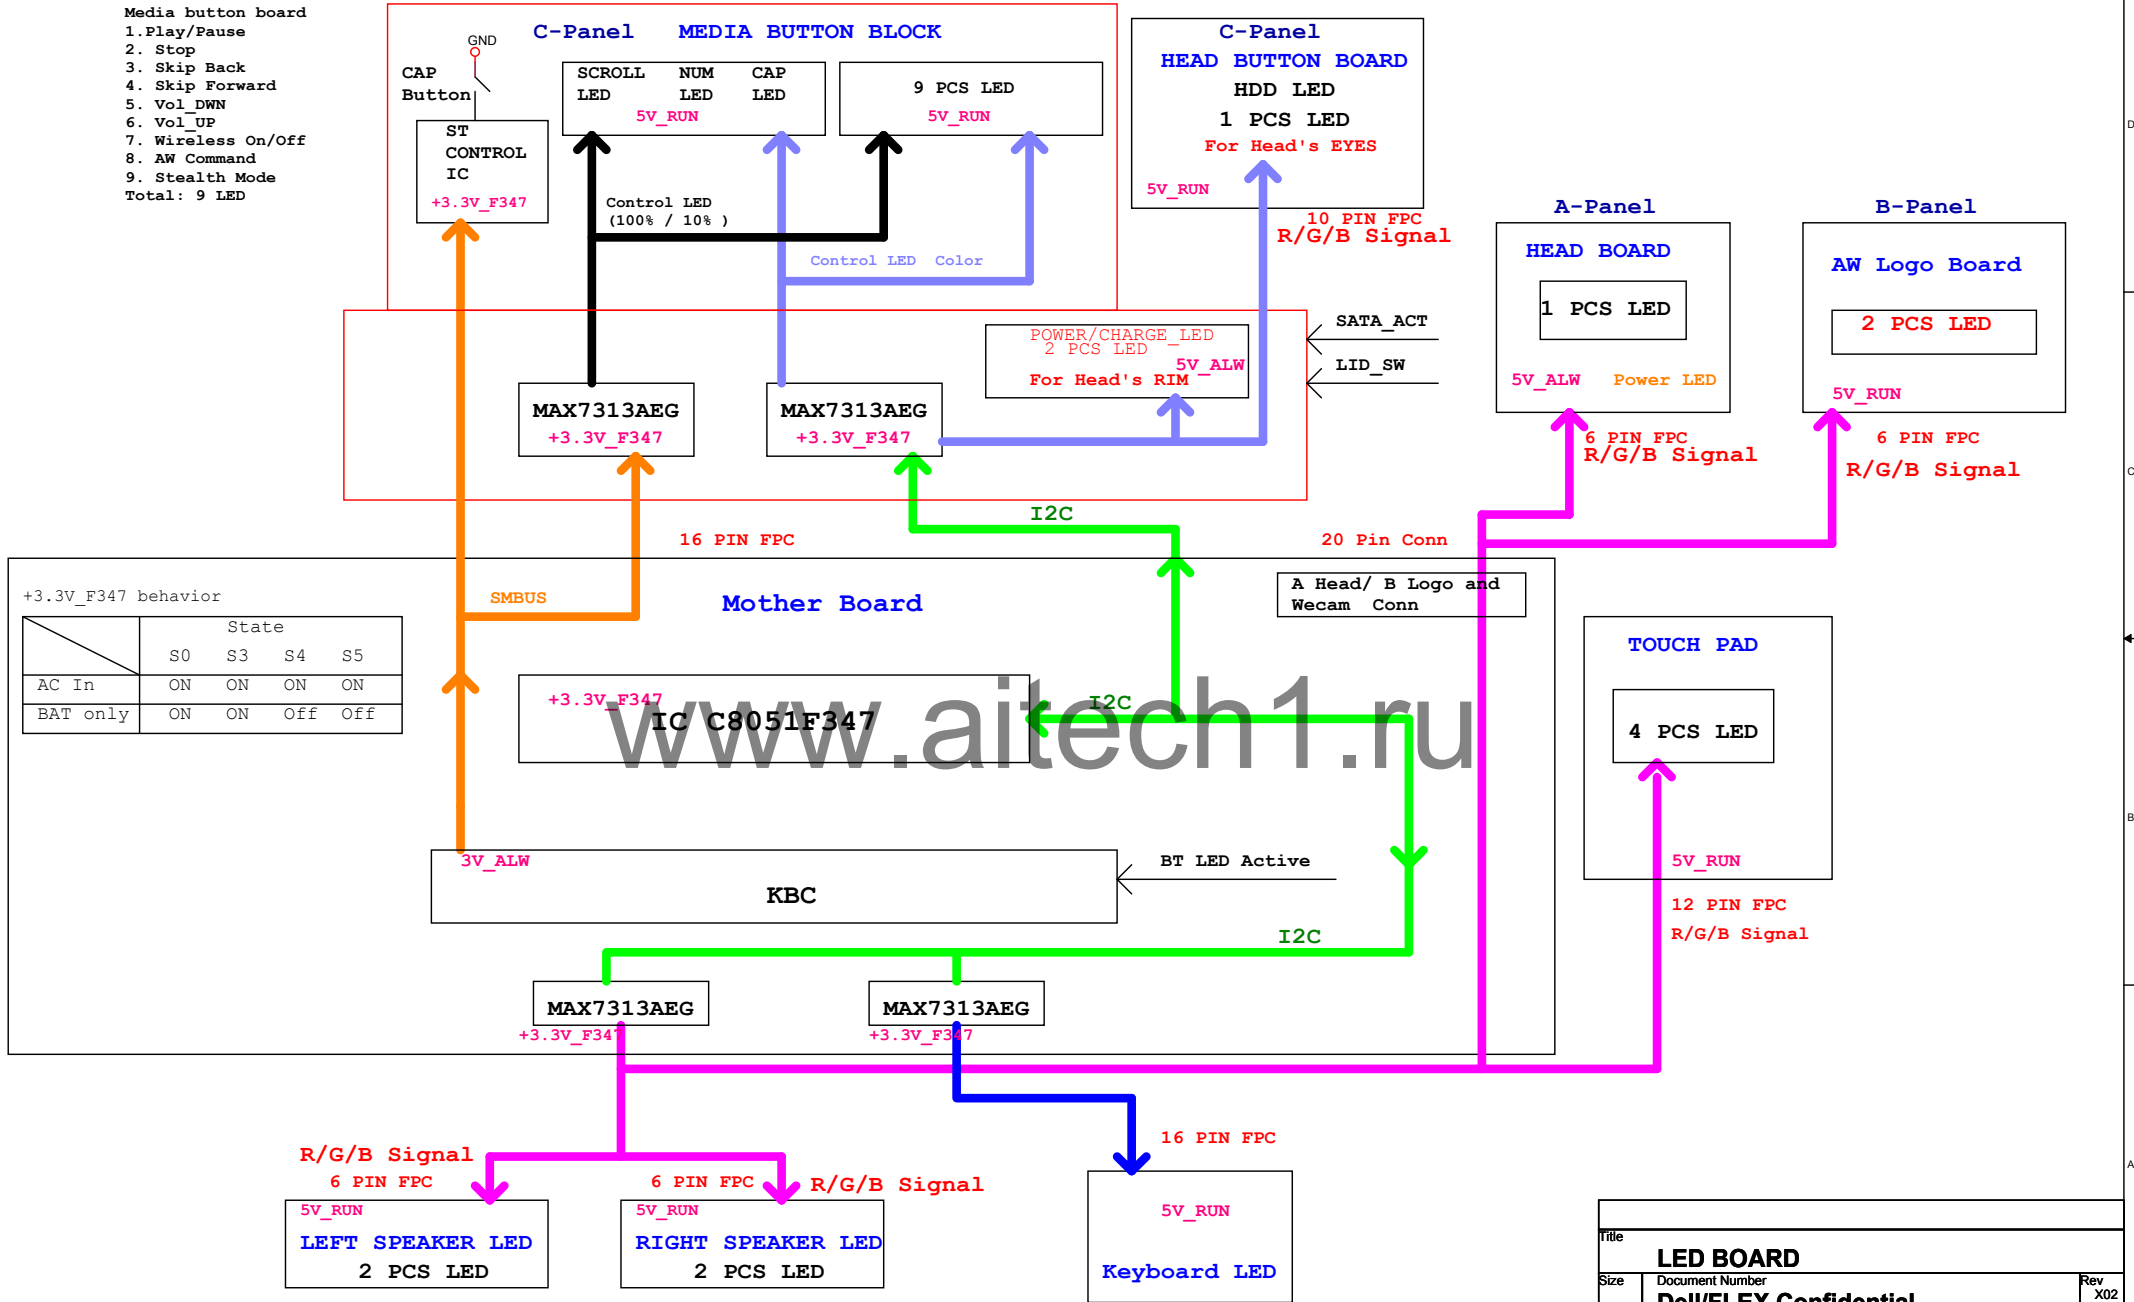 Media button board
1.Play/Pause
2. Stop
3. Skip Back
4. Skip Forward
5. Vol_DWN
6. Vol_UP
7. Wireless On/Off
8. AW Command
9. Stealth Mode
Total: 9 LED
C-Panel MEDIA BUTTON BLOCK
GND
CAP
Button
ST
CONTROL
IC
+3.3V_F347
SCROLL NUM CAP
LED LED LED
5V_RUN
9 PCS LED
5V_RUN
Control LED
(100% / 10% )
Control LED Color
C-Panel
HEAD BUTTON BOARD
HDD LED
1 PCS LED
For Head's EYES
5V_RUN
10 PIN FPC
R/G/B Signal
A-Panel
HEAD BOARD
1 PCS LED
5V_ALW Power LED
6 PIN FPC
R/G/B Signal
B-Panel
AW Logo Board
2 PCS LED
5V_RUN
6 PIN FPC
R/G/B Signal
POWER/CHARGE_LED
2 PCS LED
5V_ALW
For Head's RIM
SATA_ACT
LID_SW
MAX7313AEG
+3.3V_F347
MAX7313AEG
+3.3V_F347
I2C
16 PIN FPC
20 Pin Conn
+3.3V_F347 behavior
State
S0 S3 S4 S5
AC In ON ON ON ON
BAT only ON ON Off Off
SMBUS
Mother Board
A Head/ B Logo and
Wecam Conn
+3.3V_F347
IC C8051F347
I2C
www.aitech1.ru
TOUCH PAD
4 PCS LED
5V_RUN
12 PIN FPC
R/G/B Signal
3V_ALW
KBC
BT LED Active
I2C
MAX7313AEG
+3.3V_F347
MAX7313AEG
+3.3V_F347
R/G/B Signal
6 PIN FPC
6 PIN FPC
R/G/B Signal
16 PIN FPC
5V_RUN
LEFT SPEAKER LED
2 PCS LED
5V_RUN
RIGHT SPEAKER LED
2 PCS LED
5V_RUN
Keyboard LED
D
C
B
A
Title
LED BOARD
Size Document Number Rev
Dell/FLEX Confidential X02